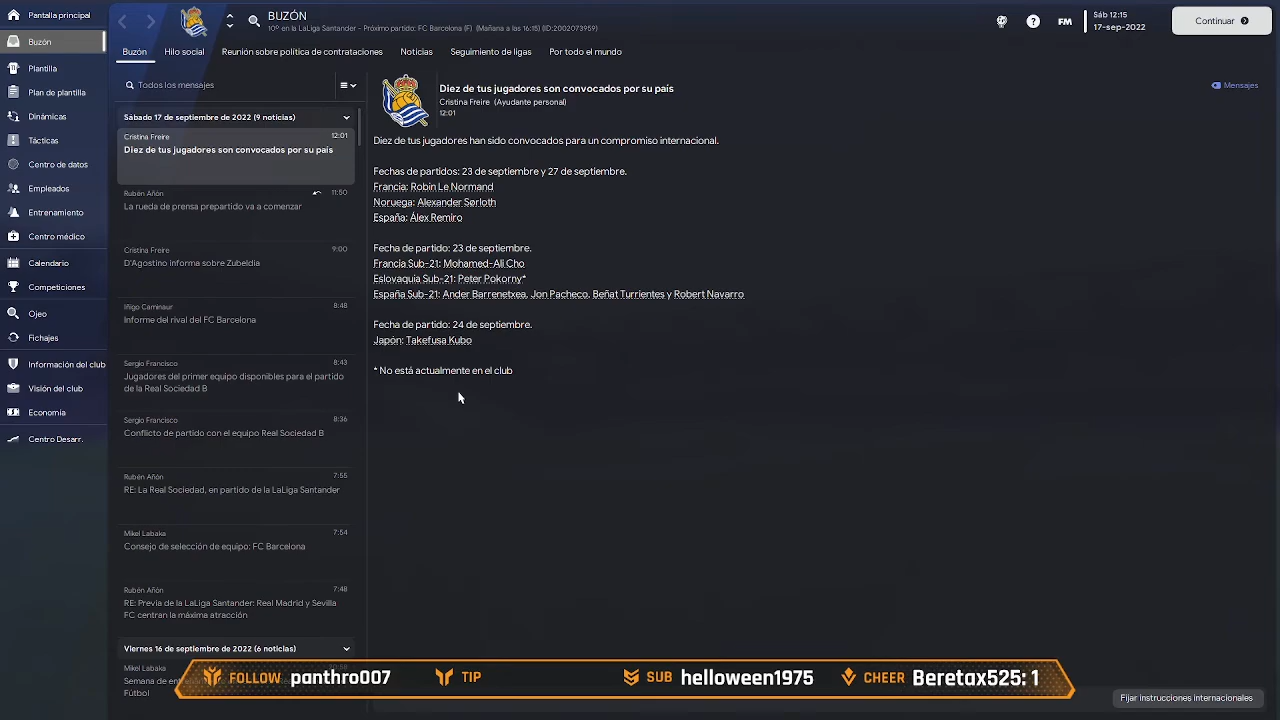 Panel principal
Buzón
Plantilla
Plan de plantilla
Dinámicas
Tácticas
Centro de datos
Empleados
Entrenamiento
Centro médico
Calendario
Competiciones
Ojeo
Fichajes
Información del club
Visión del club
Economía
Centro Desarr.
BUZÓN
10º en la LaLiga Santander - Próximo partido: FC Barcelona (F) (Mañana a las 16:15) (ID:2002073959)
FM
Sáb 12:15
17-sep-2022
Continuar
Buzón
Hilo social
Reunión sobre política de contrataciones
Noticias
Seguimiento de ligas
Por todo el mundo
Todos los mensajes
Sábado 17 de septiembre de 2022 (9 noticias)
Cristina Freire 12:01
Diez de tus jugadores son convocados por su país
Rubén Añón 11:50
La rueda de prensa prepartido va a comenzar
Cristina Freire 9:00
D'Agostino informa sobre Zubeldia
Iñigo Caminaur 8:48
Informe del rival del FC Barcelona
Sergio Francisco 8:43
Jugadores del primer equipo disponibles para el partido
de la Real Sociedad B
Sergio Francisco 8:36
Conflicto de partido con el equipo Real Sociedad B
Rubén Añón 7:55
RE: La Real Sociedad, en partido de la LaLiga Santander
Mikel Labaka 7:54
Consejo de selección de equipo: FC Barcelona
Rubén Añón 7:48
RE: Previa de la LaLiga Santander: Real Madrid y Sevilla
FC centran la máxima atracción
Viernes 16 de septiembre de 2022 (6 noticias)
Mikel Labaka
Semana de
Fútbol
Diez de tus jugadores son convocados por su país
Cristina Freire (Ayudante personal)
12:01
Mensajes
Diez de tus jugadores han sido convocados para un compromiso internacional.
Fechas de partidos: 23 de septiembre y 27 de septiembre.
Francia: Robin Le Normand
Noruega: Alexander Sørloth
España: Álex Remiro
Fecha de partido: 23 de septiembre.
Francia Sub-21: Mohamed-Ali Cho
Eslovaquia Sub-21: Peter Pokorny*
España Sub-21: Ander Barrenetxea, Jon Pacheco, Beñat Turrientes y Robert Navarro
Fecha de partido: 24 de septiembre.
Japón: Takefusa Kubo
* No está actualmente en el club
FOLLOW panthro007 TIP SUB helloween1975 CHEER Beretax525: 1
Fijar instrucciones internacionales